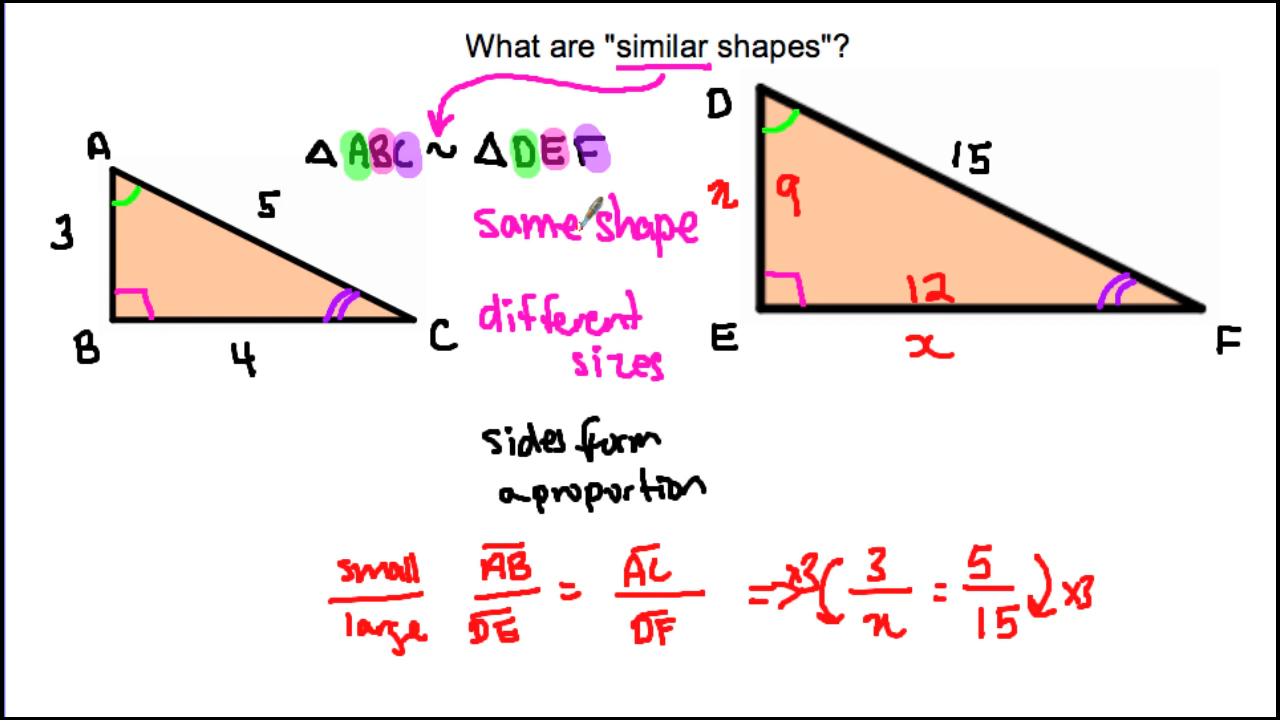 What are "similar shapes"?
△ ABC ~ △ DEF
A
3
5
B
4
C
D
x
9
15
12
E
x
F
same shape
different
sizes
sides form
a proportion
small/large AB/DE = AC/DF => x3 3/x = 5/15 x3